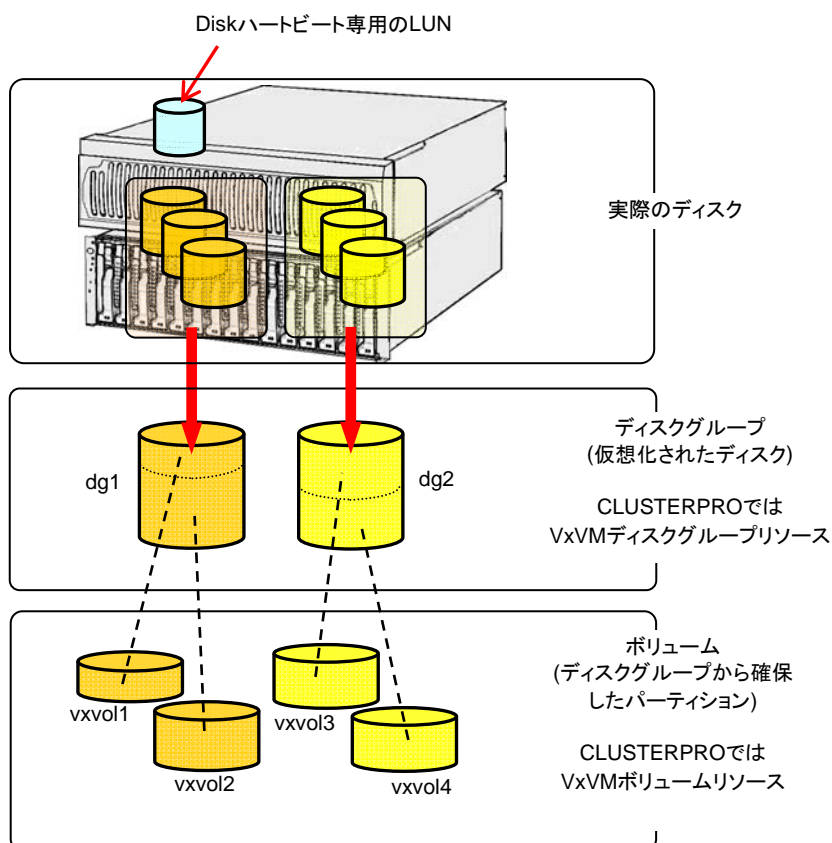 Diskハートビート専用のLUN
実際のディスク
ディスクグループ
(仮想化されたディスク)
dg1
dg2
CLUSTERPROでは
VxVMディスクグループリソース
ボリューム
(ディスクグループから確保
したパーティション)
vxvol1
vxvol3
vxvol2
vxvol4
CLUSTERPROでは
VxVMボリュームリソース